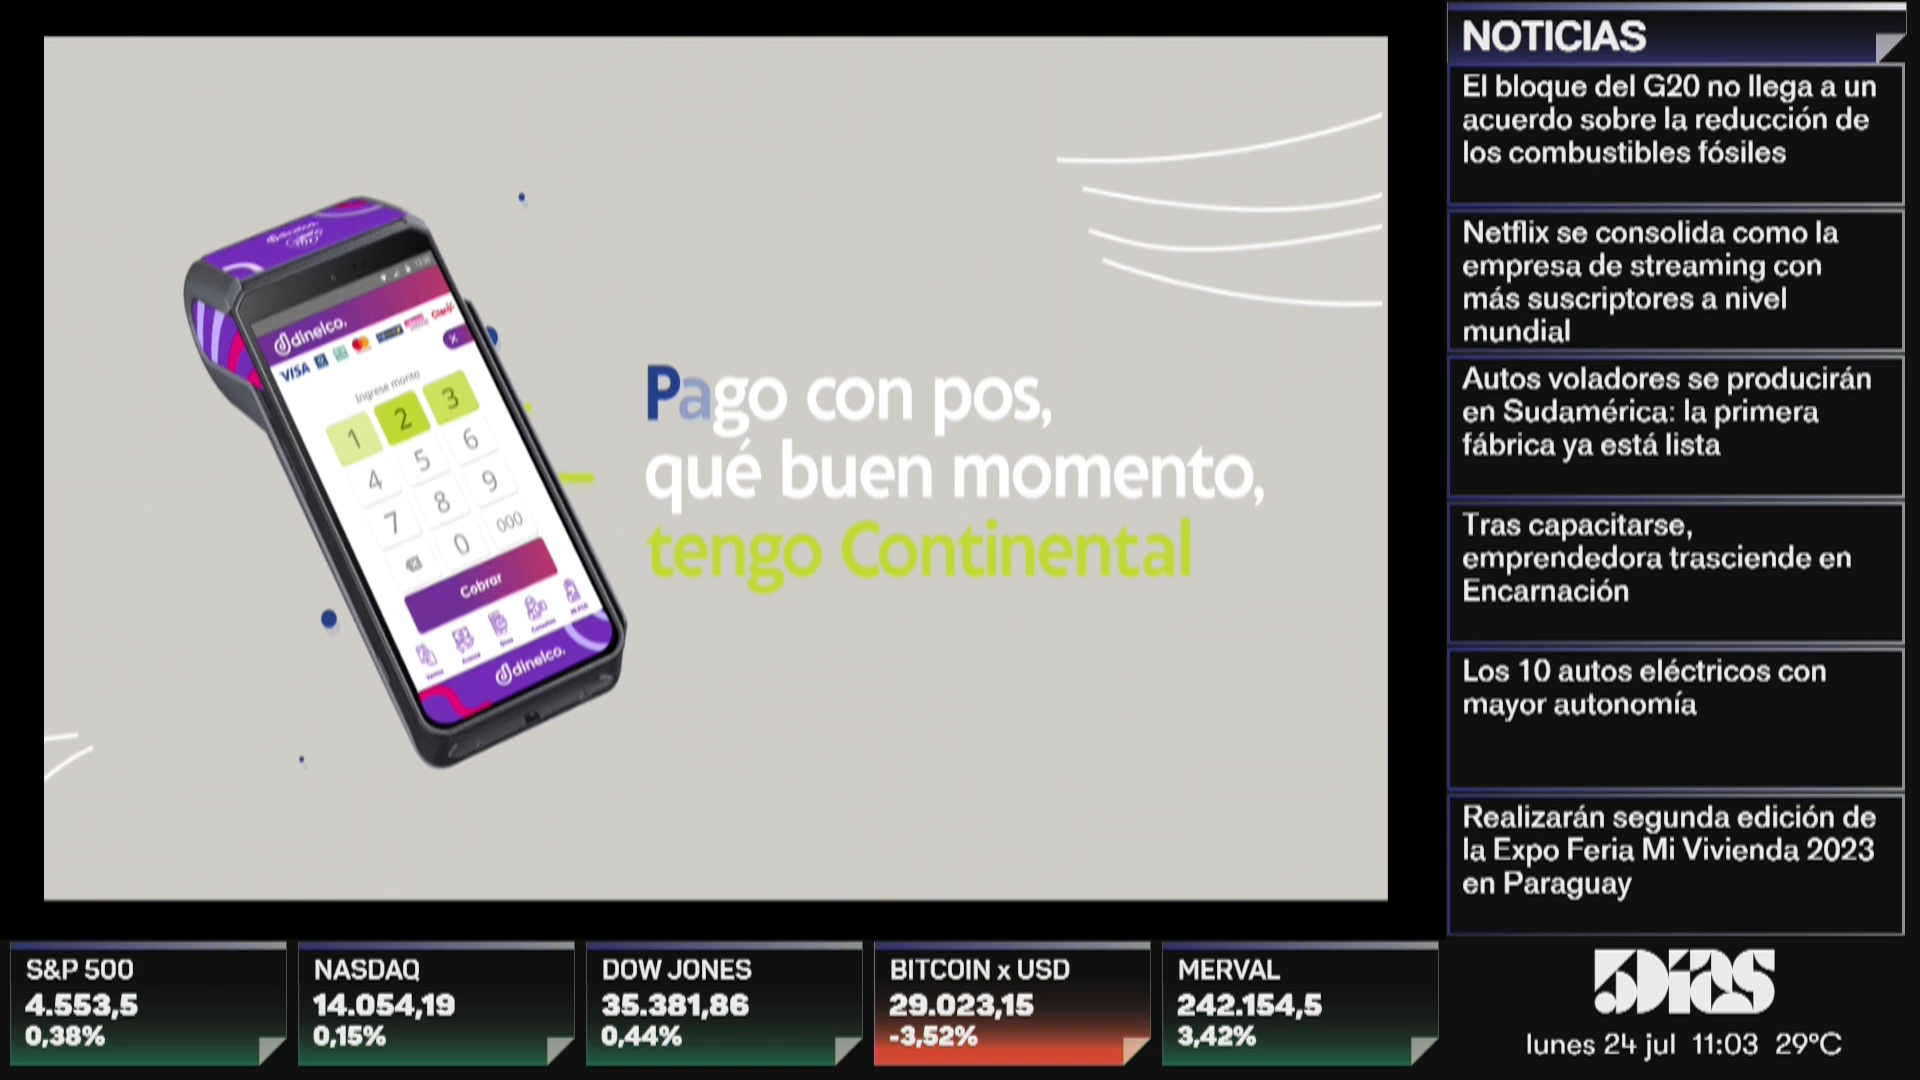 dinelco.
VISA
Ingrese monto
1 2 3
4 5 6
7 8 9
0 000
Cobrar
dinelco.
Pago con pos,
qué buen momento,
tengo Continental
NOTICIAS
El bloque del G20 no llega a un
acuerdo sobre la reducción de
los combustibles fósiles
Netflix se consolida como la
empresa de streaming con
más suscriptores a nivel
mundial
Autos voladores se producirán
en Sudamérica: la primera
fábrica ya está lista
Tras capacitarse,
emprendedora trasciende en
Encarnación
Los 10 autos eléctricos con
mayor autonomía
Realizarán segunda edición de
la Expo Feria Mi Vivienda 2023
en Paraguay
S&P 500
4.553,5
0,38%
NASDAQ
14.054,19
0,15%
DOW JONES
35.381,86
0,44%
BITCOIN x USD
29.023,15
-3,52%
MERVAL
242.154,5
3,42%
5Días
lunes 24 jul 11:03 29°C